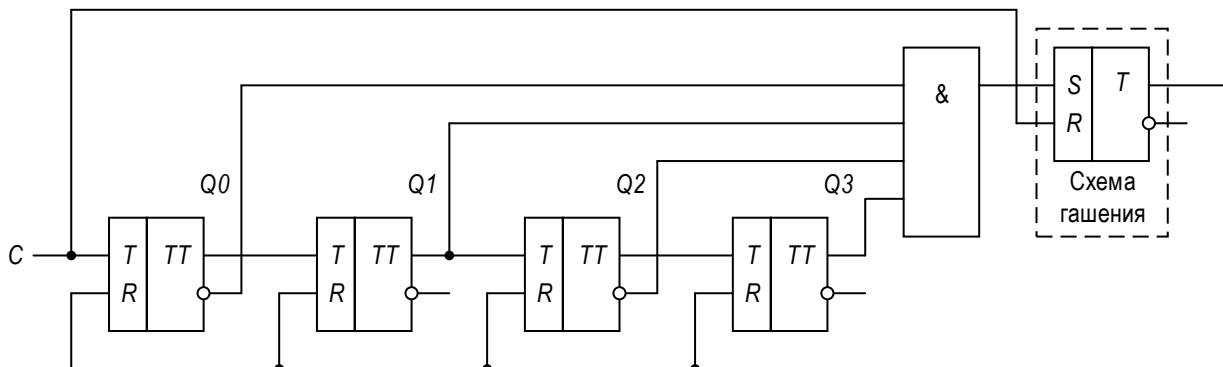 &
S T
R
Схема
гашения
Q0 Q1 Q2 Q3
C T TT T TT T TT T TT
R R R R